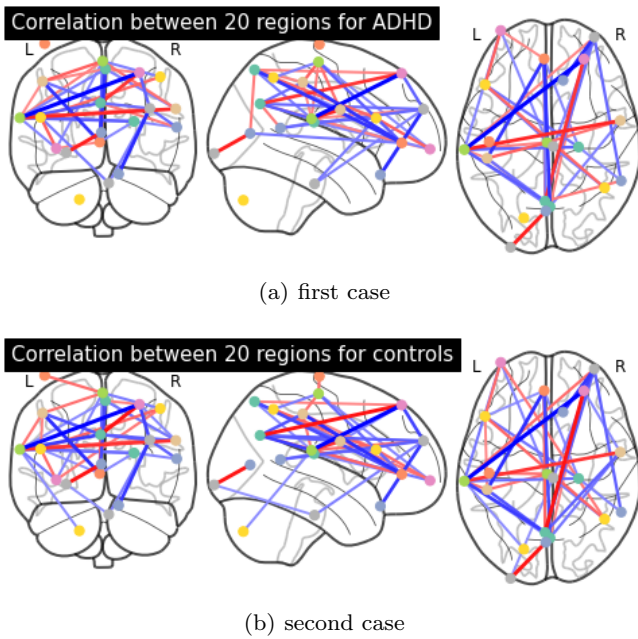 Correlation between 20 regions for ADHD
L R L R
(a) first case
Correlation between 20 regions for controls
L R L R
(b) second case